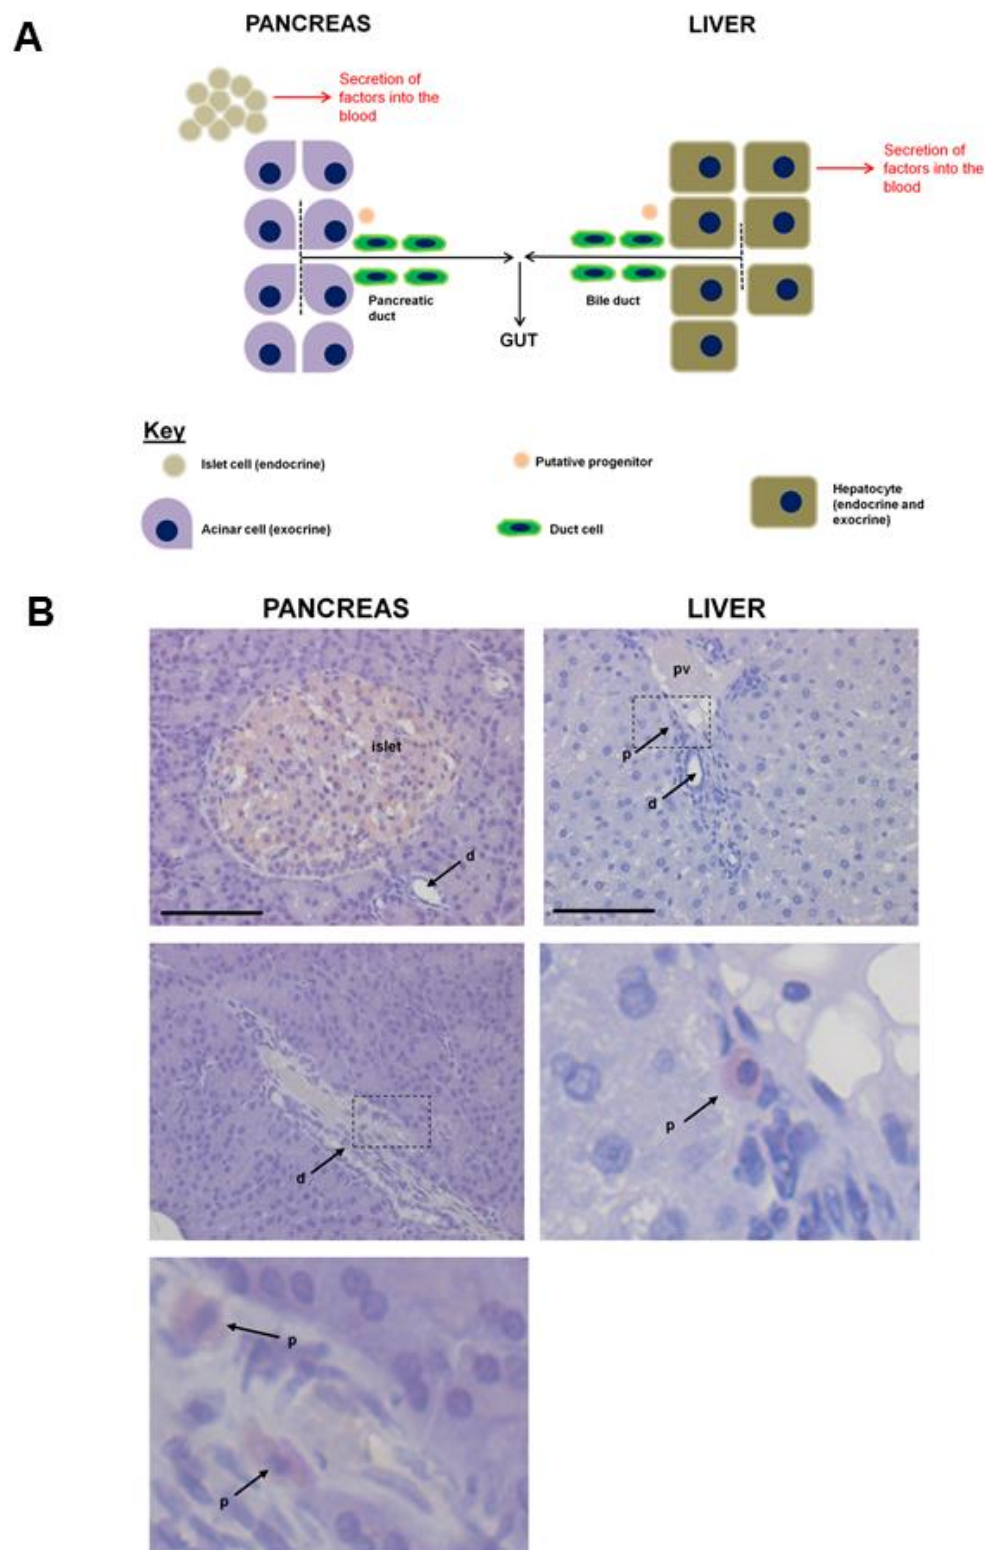 A
PANCREAS
LIVER
Secretion of
factors into the
blood
Secretion of
factors into the
blood
Pancreatic
duct
Bile duct
GUT
Key
Islet cell (endocrine)
Putative progenitor
Hepatocyte
(endocrine and
exocrine)
Acinar cell (exocrine)
Duct cell
B
PANCREAS
LIVER
islet
d
pv
p
d
d
p
p
p